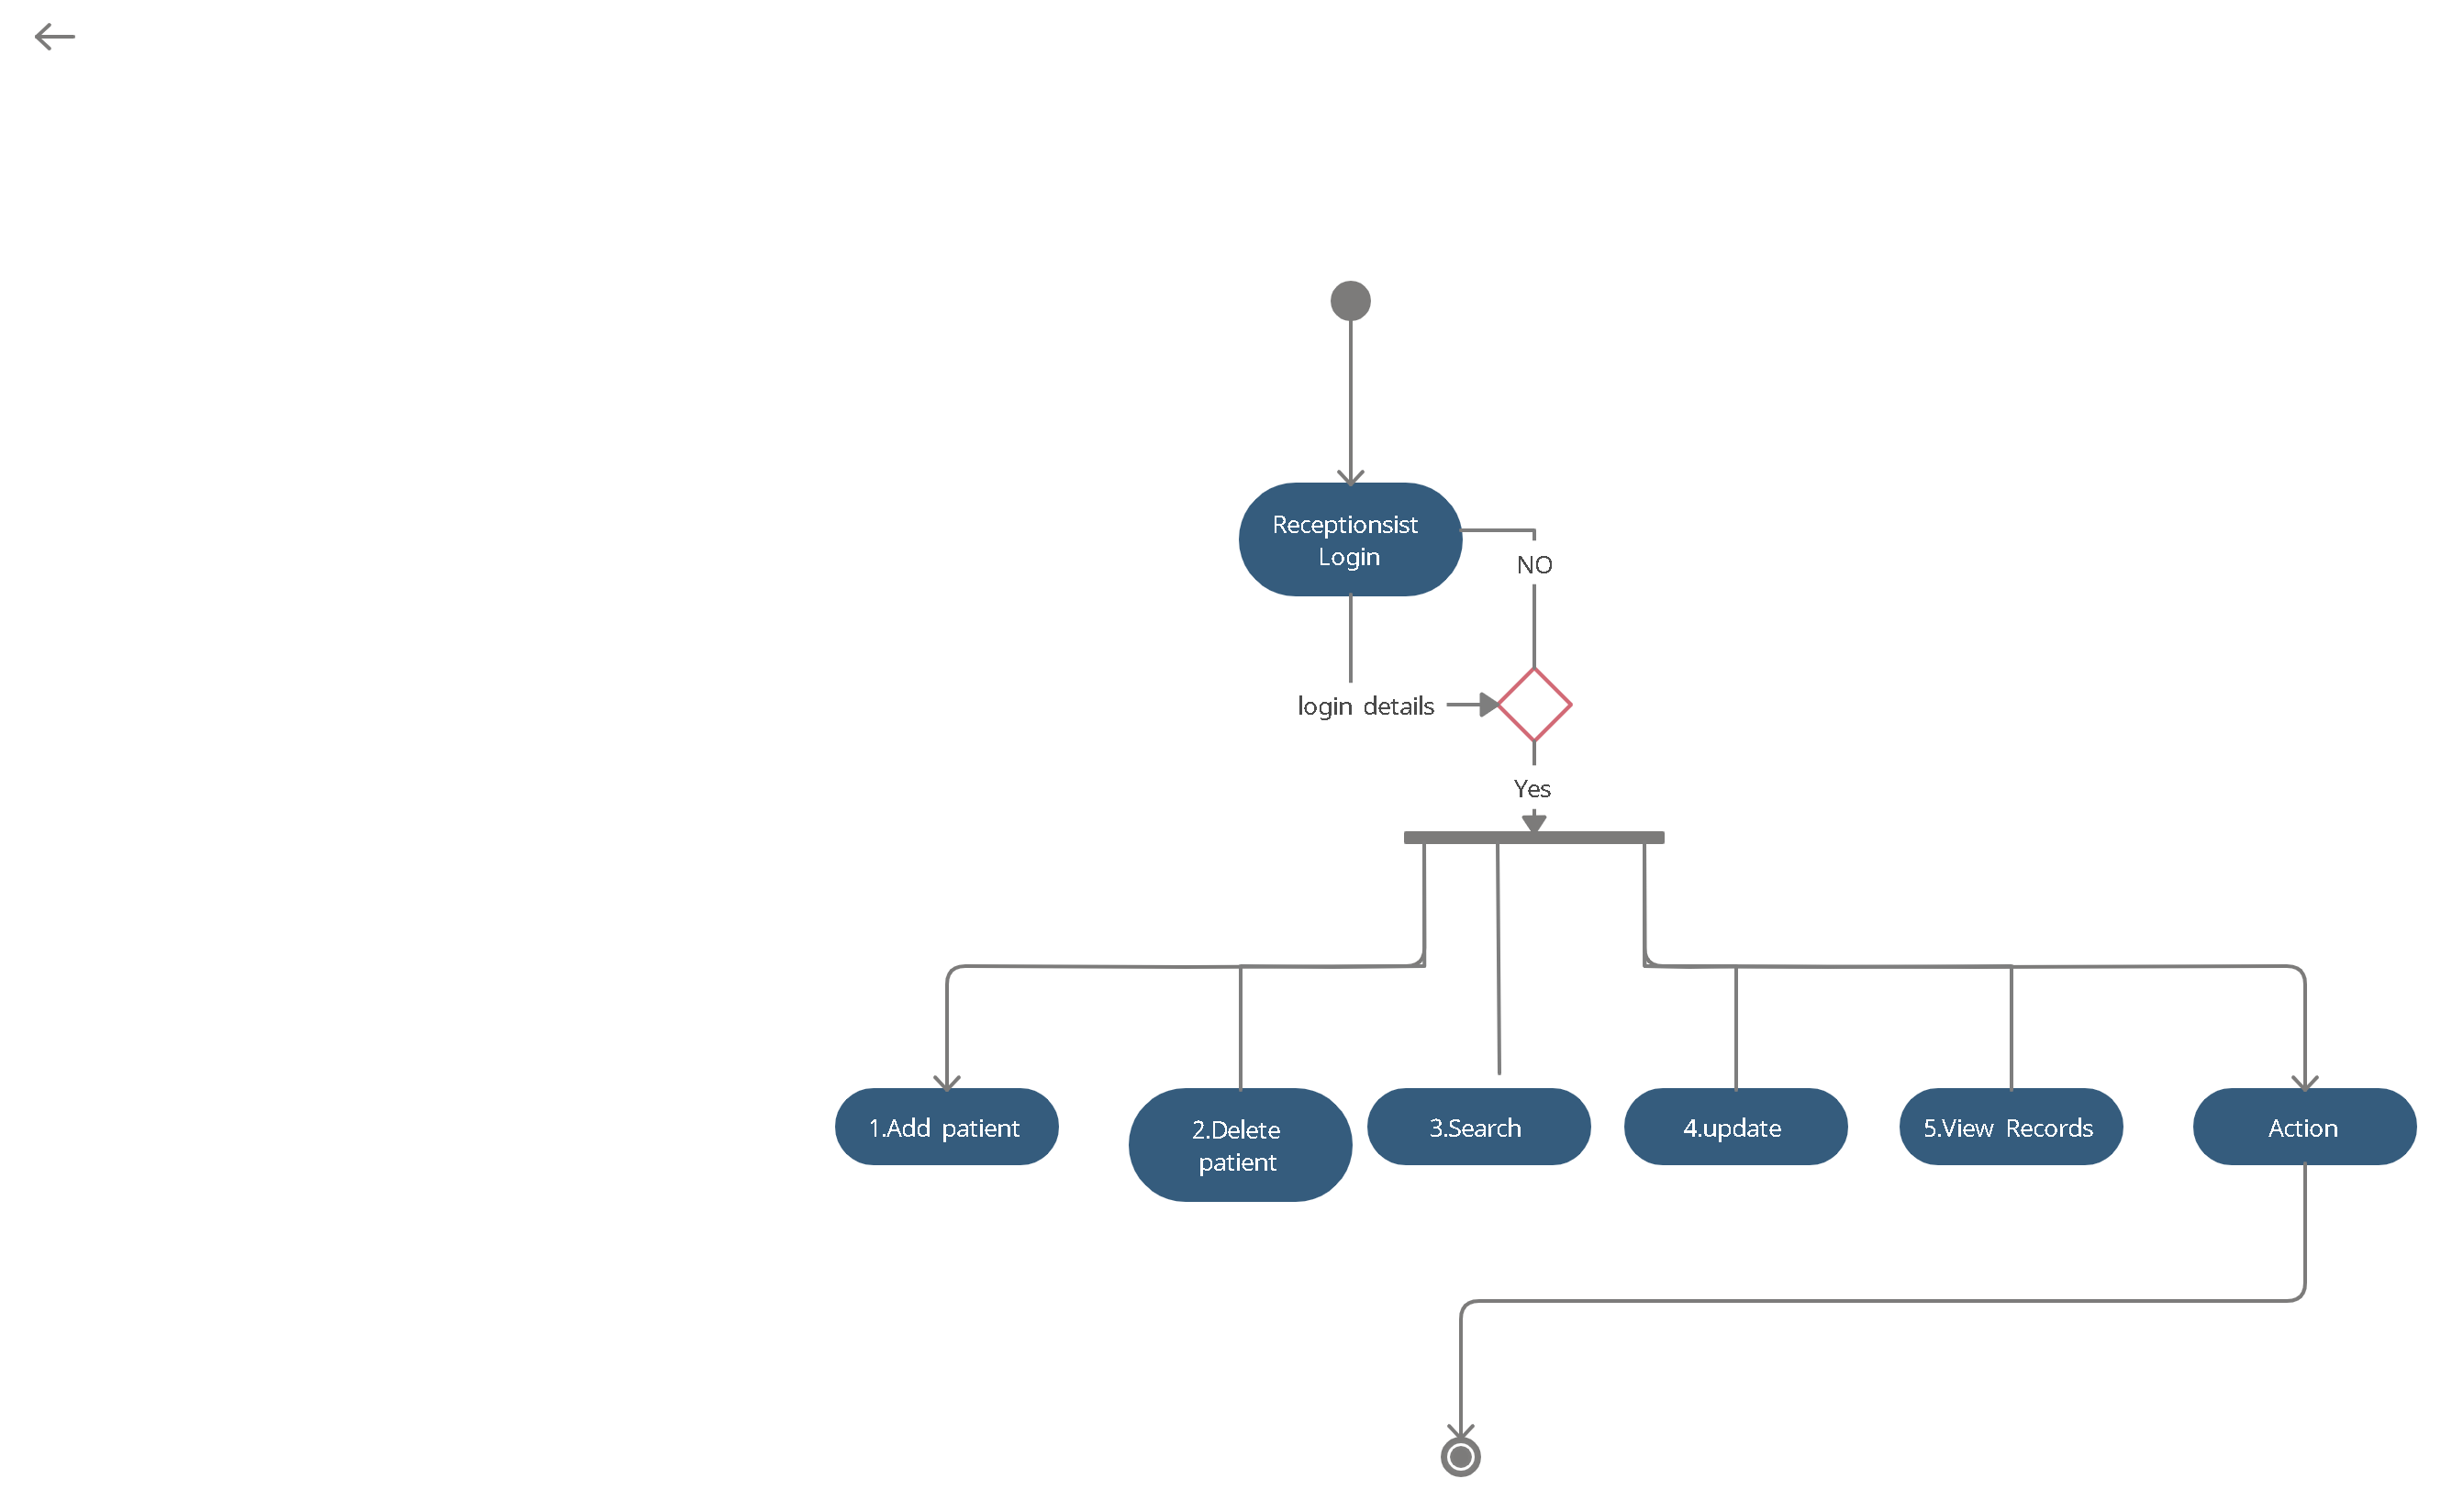 Receptionsist
Login
NO
login details
Yes
1.Add patient
2.Delete
patient
3.Search
4.update
5.View Records
Action